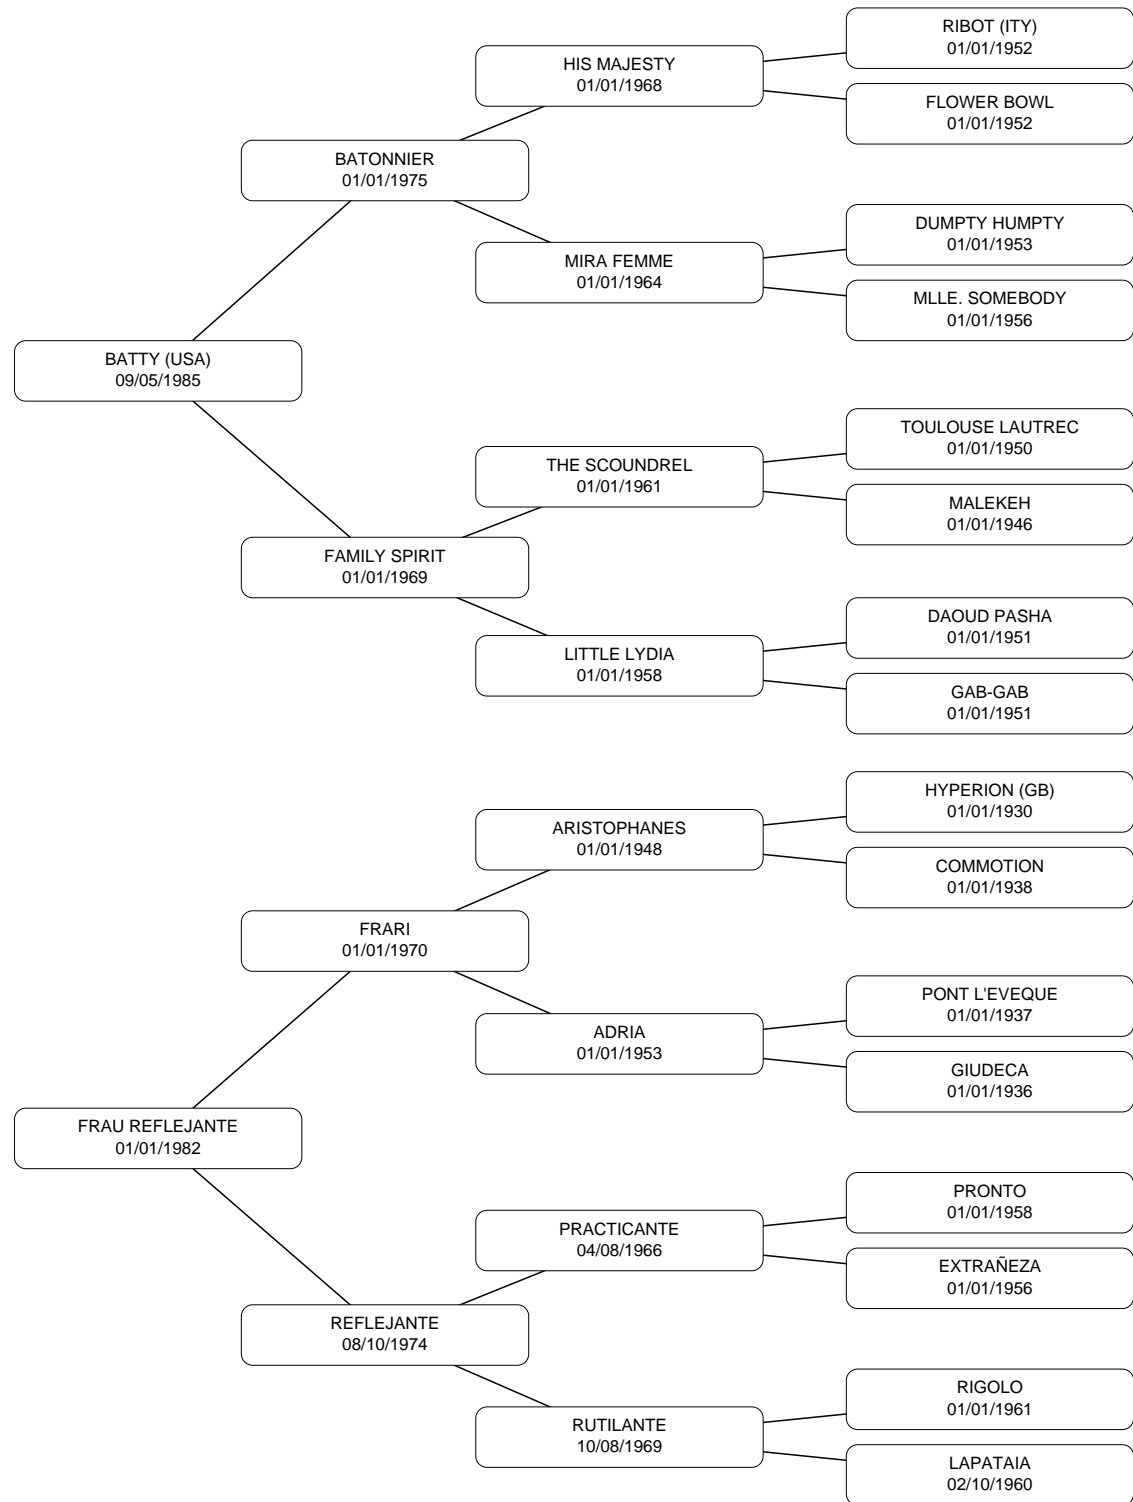 RIBOT (ITY)
01/01/1952
HIS MAJESTY
01/01/1968
FLOWER BOWL
01/01/1952
BATONNIER
01/01/1975
DUMPTY HUMPTY
01/01/1953
MIRA FEMME
01/01/1964
MLLE. SOMEBODY
01/01/1956
BATTY (USA)
09/05/1985
TOULOUSE LAUTREC
01/01/1950
THE SCOUNDREL
01/01/1961
MALEKEH
01/01/1946
FAMILY SPIRIT
01/01/1969
DAOUD PASHA
01/01/1951
LITTLE LYDIA
01/01/1958
GAB-GAB
01/01/1951
HYPERION (GB)
01/01/1930
ARISTOPHANES
01/01/1948
COMMOTION
01/01/1938
FRARI
01/01/1970
PONT L'EVEQUE
01/01/1937
ADRIA
01/01/1953
GIUDECA
01/01/1936
FRAU REFLEJANTE
01/01/1982
PRONTO
01/01/1958
PRACTICANTE
04/08/1966
EXTRAÑEZA
01/01/1956
REFLEJANTE
08/10/1974
RIGOLO
01/01/1961
RUTILANTE
10/08/1969
LAPATAIA
02/10/1960